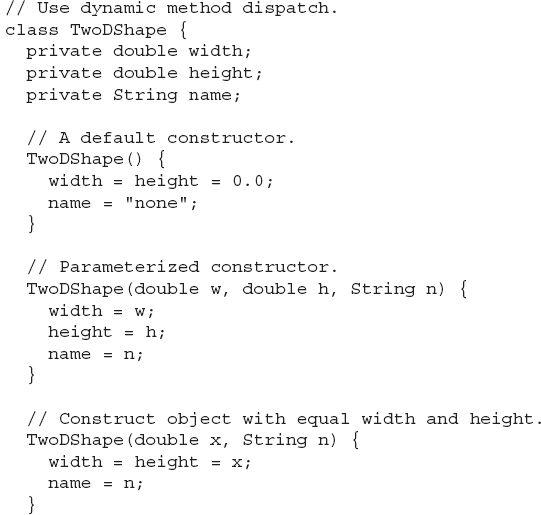 // Use dynamic method dispatch.
class TwoDShape {
  private double width;
  private double height;
  private String name;

  // A default constructor.
  TwoDShape() {
    width = height = 0.0;
    name = "none";
  }

  // Parameterized constructor.
  TwoDShape(double w, double h, String n) {
    width = w;
    height = h;
    name = n;
  }

  // Construct object with equal width and height.
  TwoDShape(double x, String n) {
    width = height = x;
    name = n;
  }